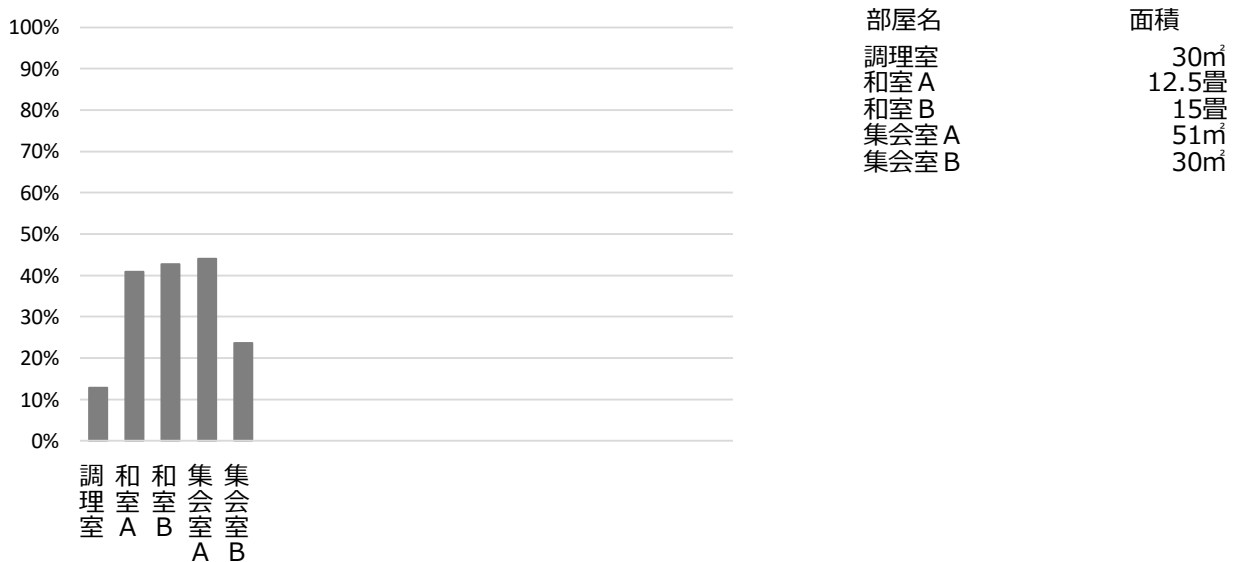 100%
90%
80%
70%
60%
50%
40%
30%
20%
10%
0%
調理室
和室A
和室B
集会室A
集会室B
部屋名 面積
調理室 30㎡
和室A 12.5畳
和室B 15畳
集会室A 51㎡
集会室B 30㎡